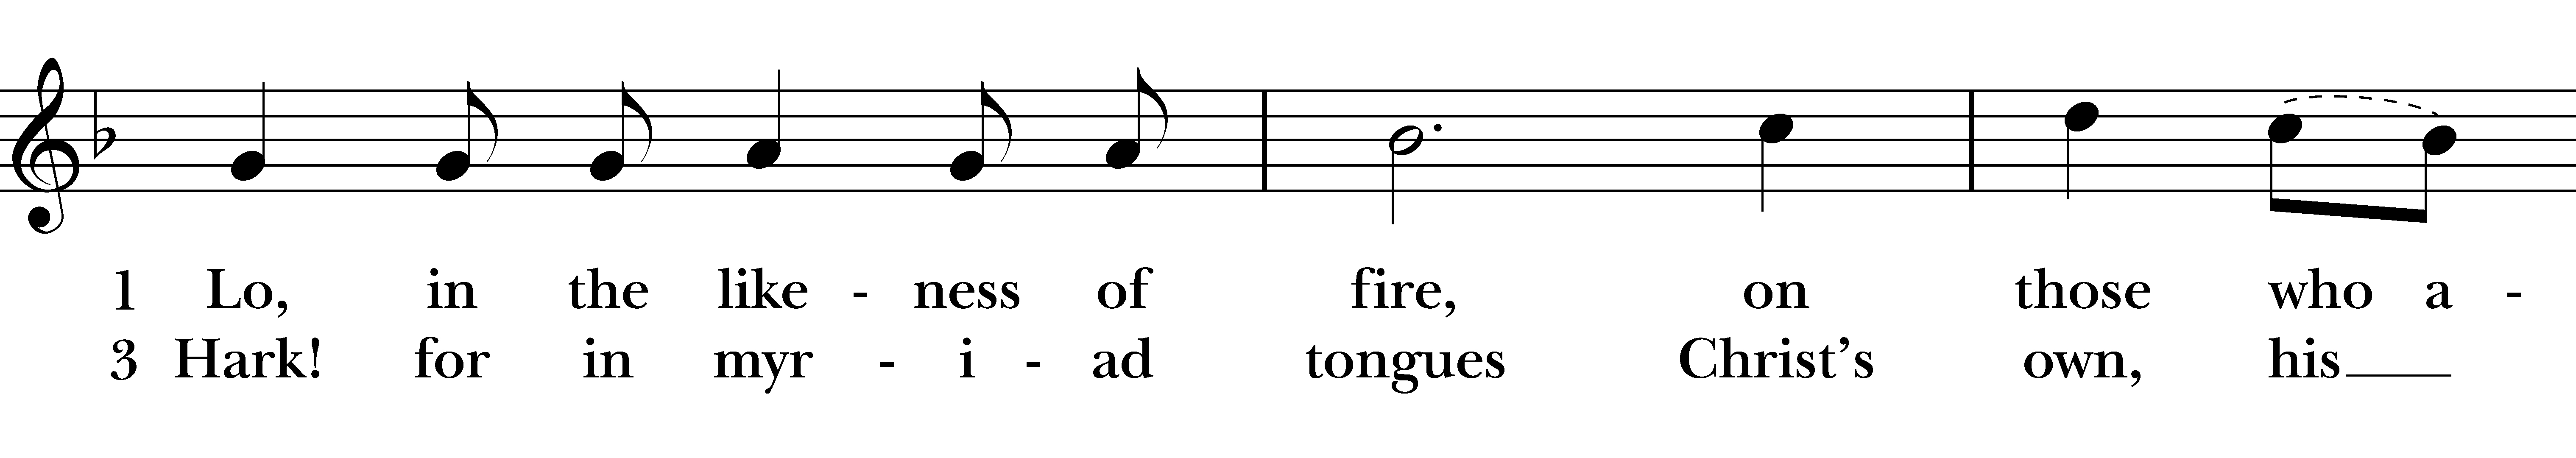 1 Lo, in the like - ness of fire, on those who a -
3 Hark! for in myr - i - ad tongues Christ’s own, his